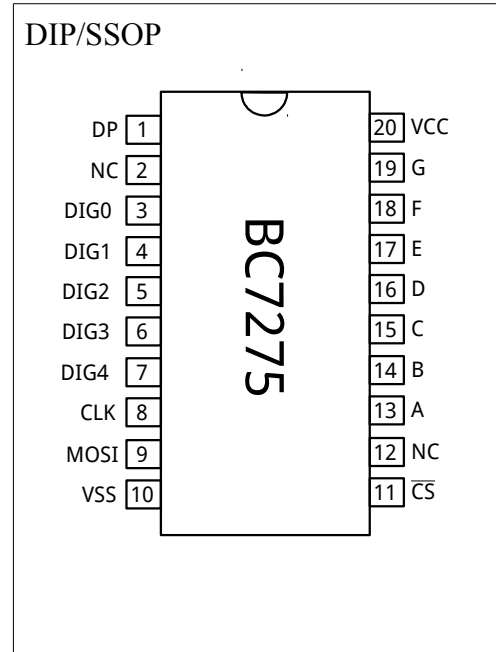 DIP/SSOP
DP 1
NC 2
DIG0 3
DIG1 4
DIG2 5
DIG3 6
DIG4 7
CLK 8
MOSI 9
VSS 10
BC7275
20 VCC
19 G
18 F
17 E
16 D
15 C
14 B
13 A
12 NC
11 C̅S̅